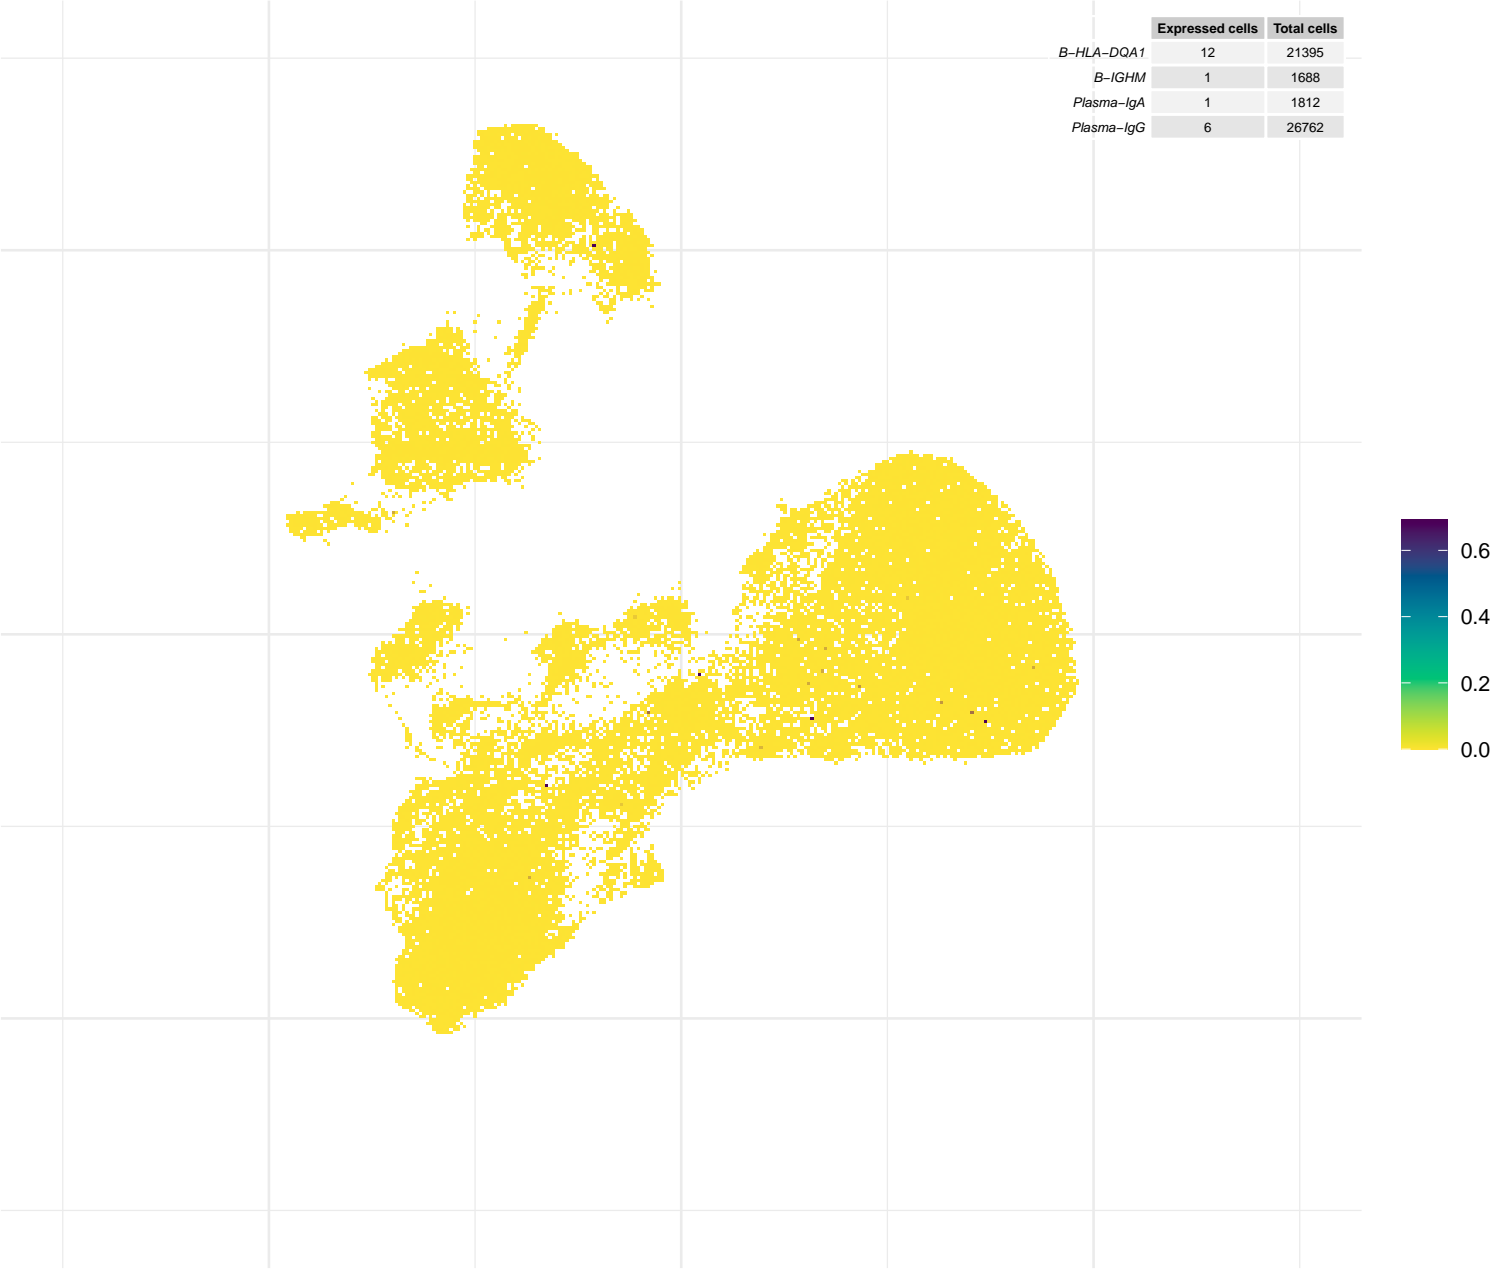 Expressed cells Total cells
B−HLA−DQA1 12 21395
B−IGHM 1 1688
Plasma−IgA 1 1812
Plasma−IgG 6 26762
0.6
0.4
0.2
0.0